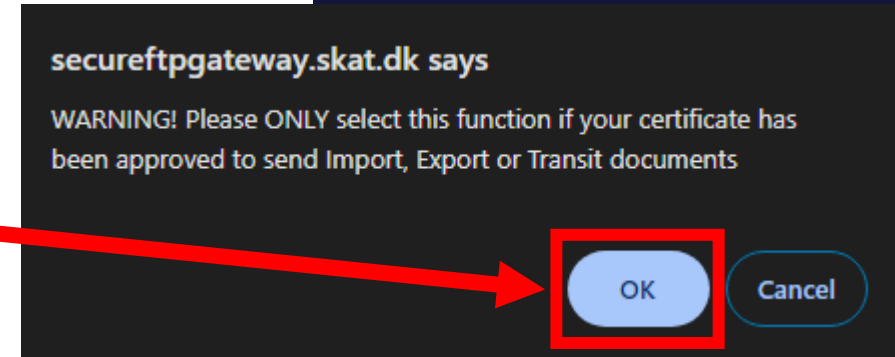 secureftpgateway.skat.dk says
WARNING! Please ONLY select this function if your certificate has
been approved to send Import, Export or Transit documents
OK
Cancel